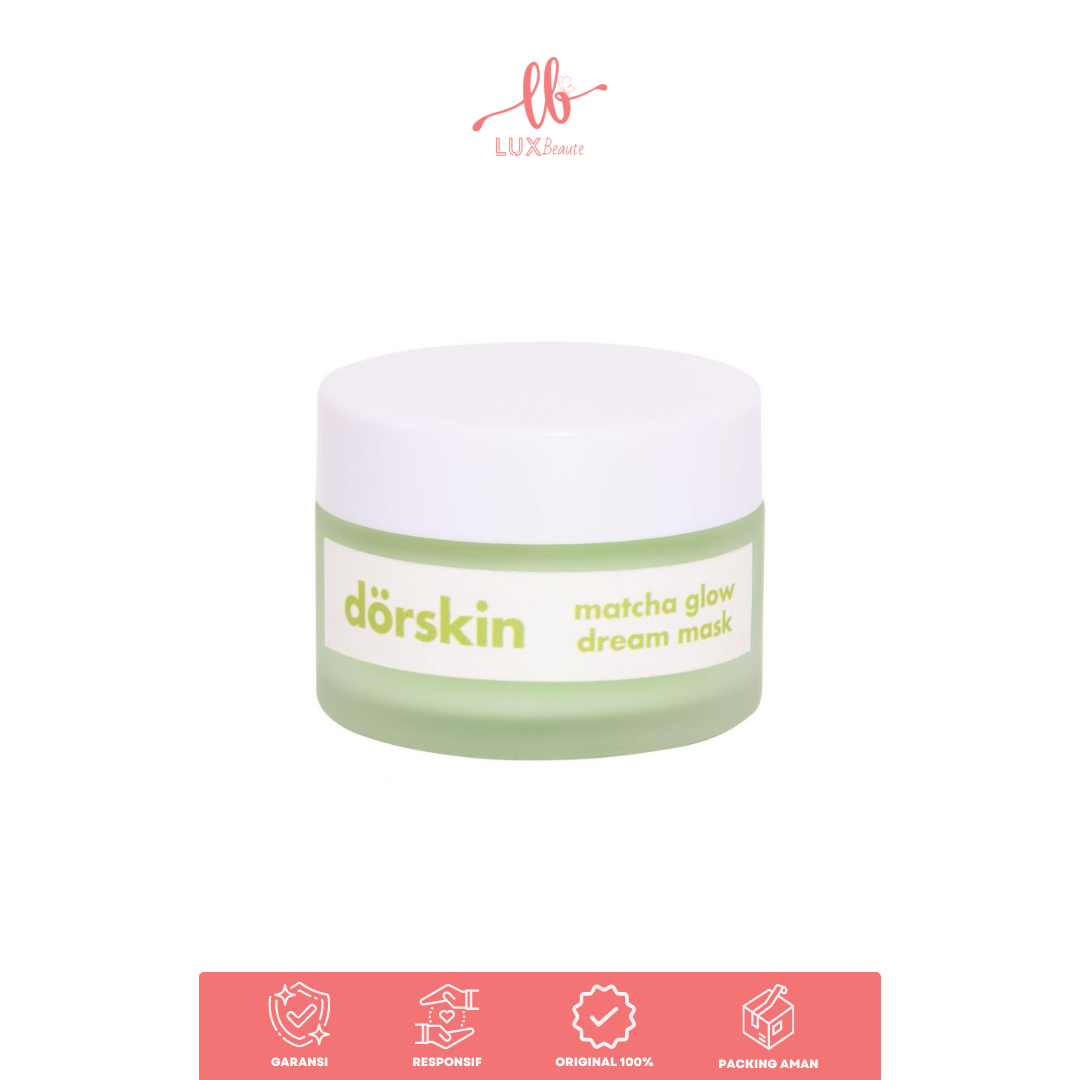 lb
LUX Beaute
dörskin
matcha glow
dream mask
GARANSI
RESPONSIF
ORIGINAL 100%
PACKING AMAN